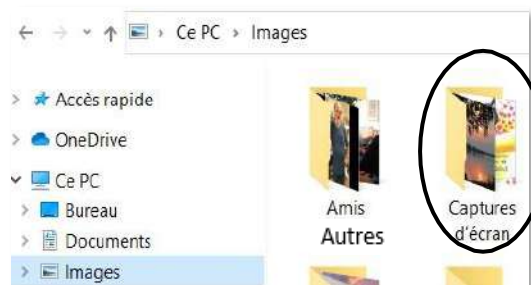 Ce PC > Images
Accès rapide
OneDrive
Ce PC
Bureau
Documents
Images
Amis
Autres
Captures
d'écran